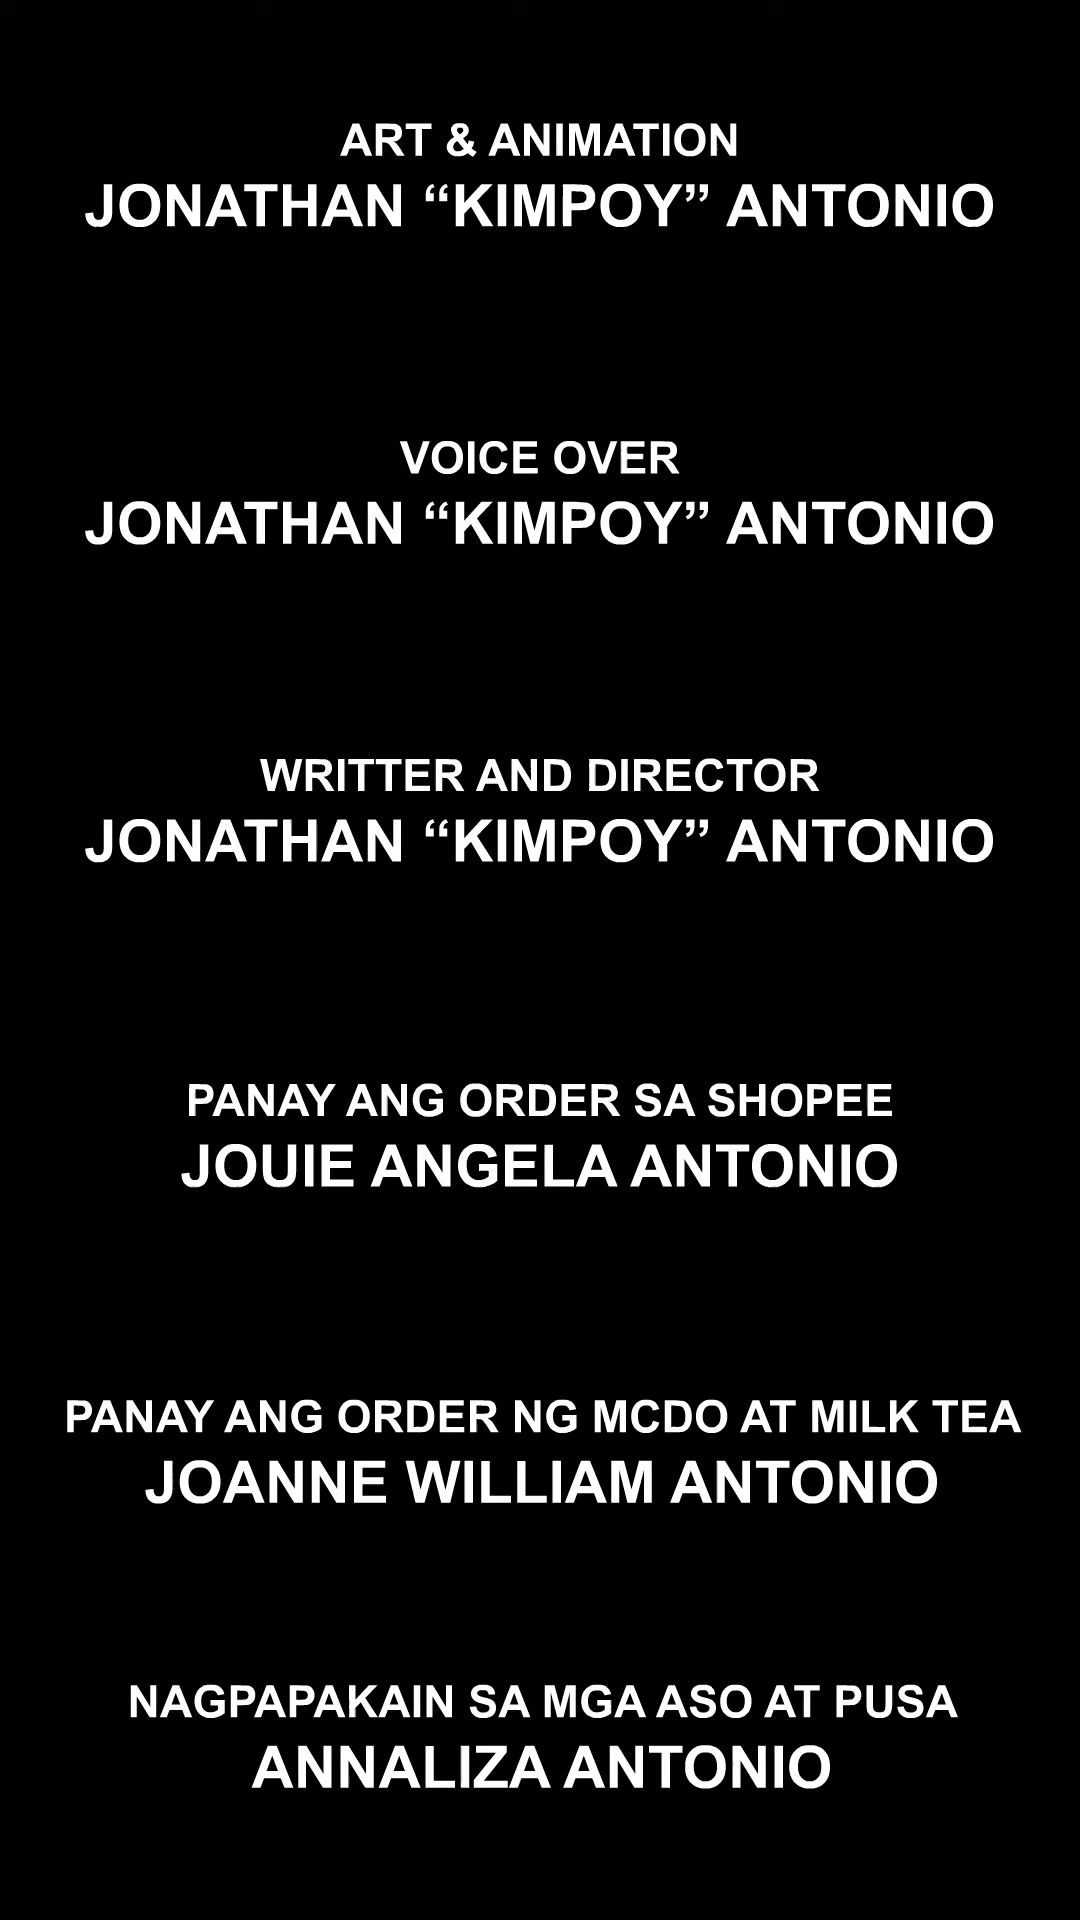 ART & ANIMATION
JONATHAN “KIMPOY” ANTONIO
VOICE OVER
JONATHAN “KIMPOY” ANTONIO
WRITTER AND DIRECTOR
JONATHAN “KIMPOY” ANTONIO
PANAY ANG ORDER SA SHOPEE
JOUIE ANGELA ANTONIO
PANAY ANG ORDER NG MCDO AT MILK TEA
JOANNE WILLIAM ANTONIO
NAGPAPAKAIN SA MGA ASO AT PUSA
ANNALIZA ANTONIO